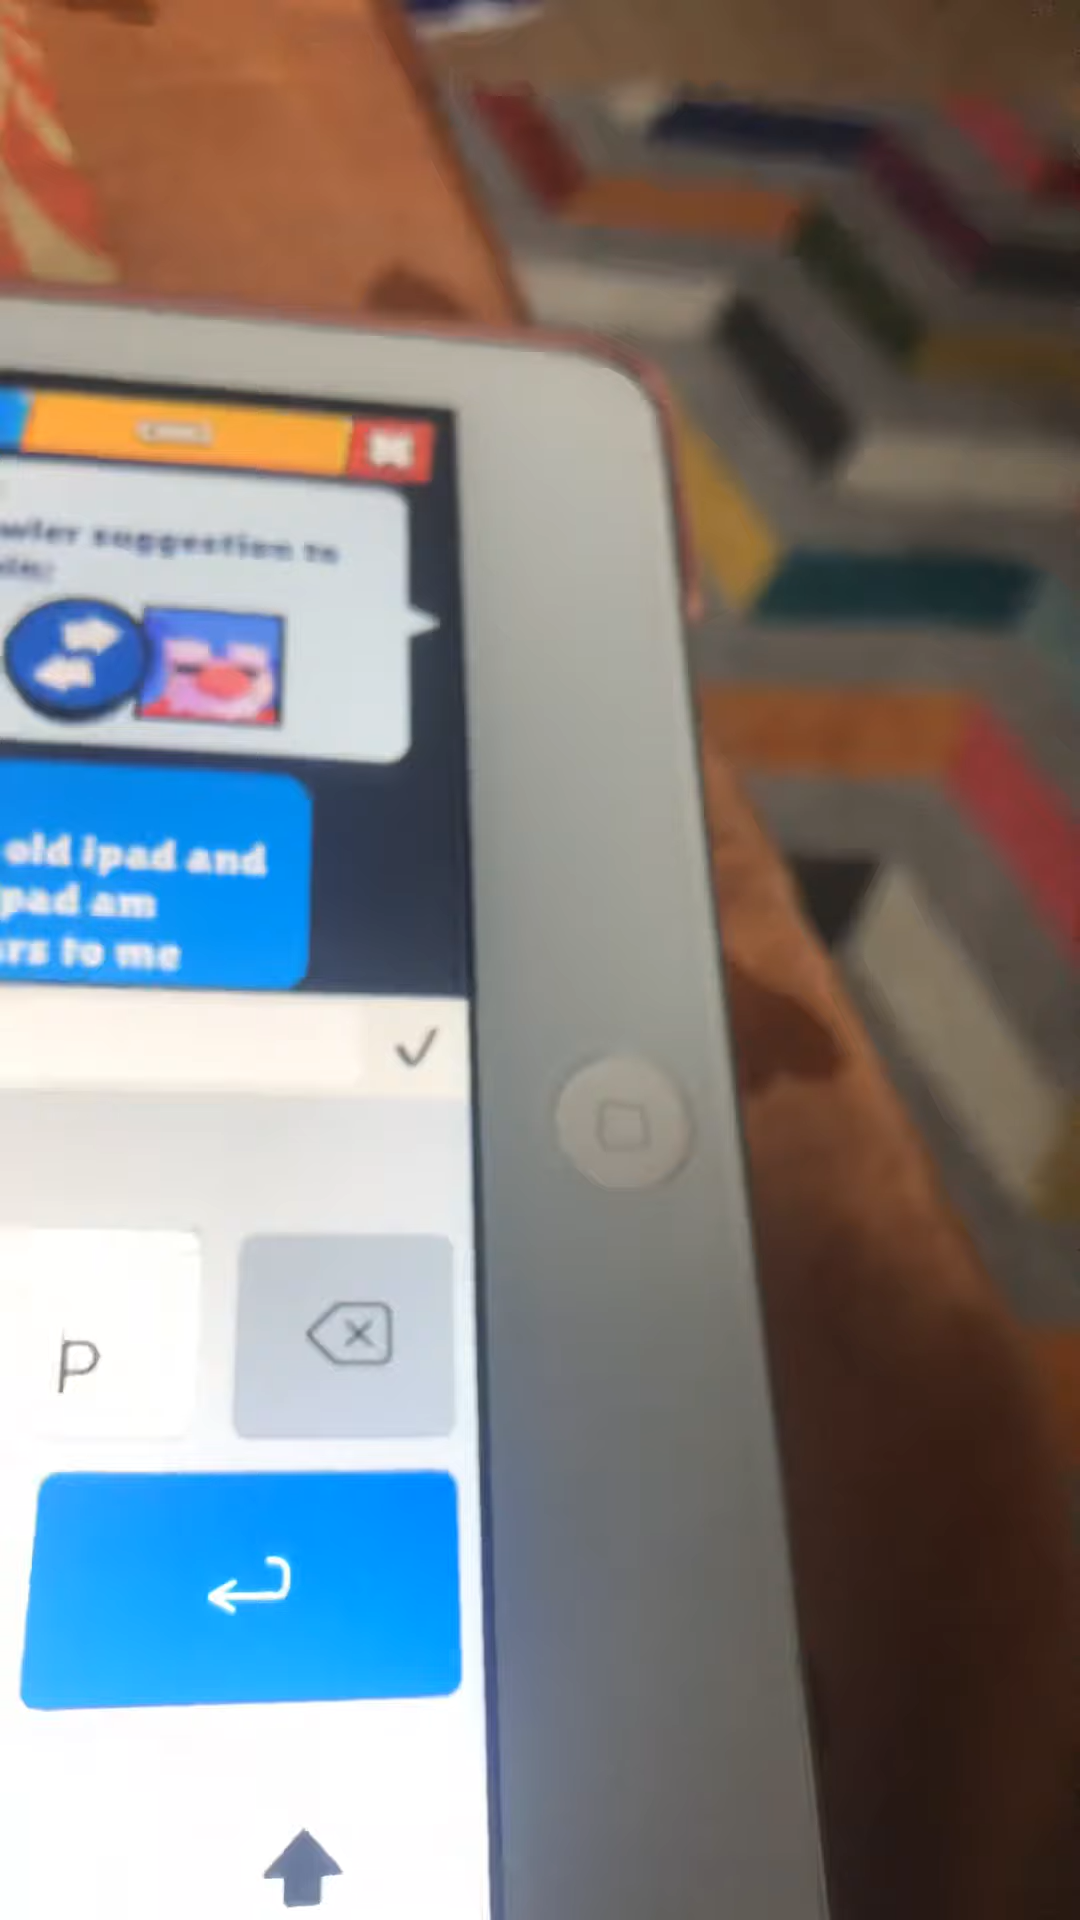 wler suggestion to
old ipad and
pad am
rs to me
P